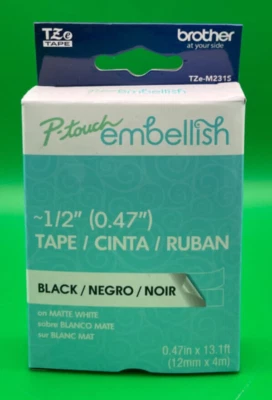 TZe
TAPE
brother
at your side
TZe-M231S
P-touch
embellish
~1/2" (0.47")
TAPE / CINTA / RUBAN
BLACK / NEGRO / NOIR
on MATTE WHITE
sobre BLANCO MATE
sur BLANC MAT
0.47in x 13.1ft
(12mm x 4m)